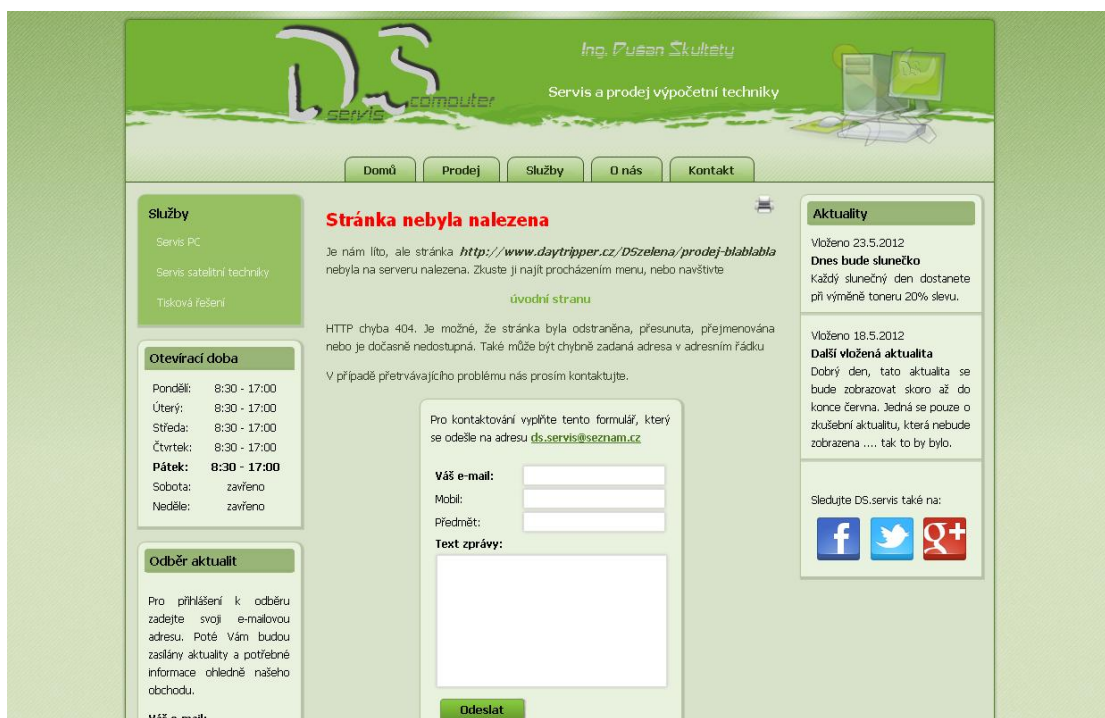 DS
servis
computer
Ing. Dušan Škultety
Servis a prodej výpočetní techniky
Domů
Prodej
Služby
O nás
Kontakt
Služby
Servis PC
Servis satelitní techniky
Tisková řešení
Otevírací doba
Pondělí: 8:30 - 17:00
Úterý: 8:30 - 17:00
Středa: 8:30 - 17:00
Čtvrtek: 8:30 - 17:00
Pátek: 8:30 - 17:00
Sobota: zavřeno
Neděle: zavřeno
Odběr aktualit
Pro přihlášení k odběru
zadejte svoji e-mailovou
adresu. Poté Vám budou
zasílány aktuality a potřebné
informace ohledně našeho
obchodu.
Váš e-mail:
Stránka nebyla nalezena
Je nám líto, ale stránka http://www.daytripper.cz/DSzelena/prodej-blablabla
nebyla na serveru nalezena. Zkuste ji najít procházením menu, nebo navštivte
úvodní stranu
HTTP chyba 404. Je možné, že stránka byla odstraněna, přesunuta, přejmenována
nebo je dočasně nedostupná. Také může být chybně zadaná adresa v adresním řádku
V případě přetrvávajícího problému nás prosím kontaktujte.
Pro kontaktování vyplňte tento formulář, který
se odešle na adresu ds.servis@seznam.cz
Váš e-mail:
Mobil:
Předmět:
Text zprávy:
Odeslat
Aktuality
Vloženo 23.5.2012
Dnes bude slunečko
Každý slunečný den dostanete
při výměně toneru 20% slevu.
Vloženo 18.5.2012
Další vložená aktualita
Dobrý den, tato aktualita se
bude zobrazovat skoro až do
konce června. Jedná se pouze o
zkušební aktualitu, která nebude
zobrazena .... tak to by bylo.
Sledujte DS.servis také na:
f
g+